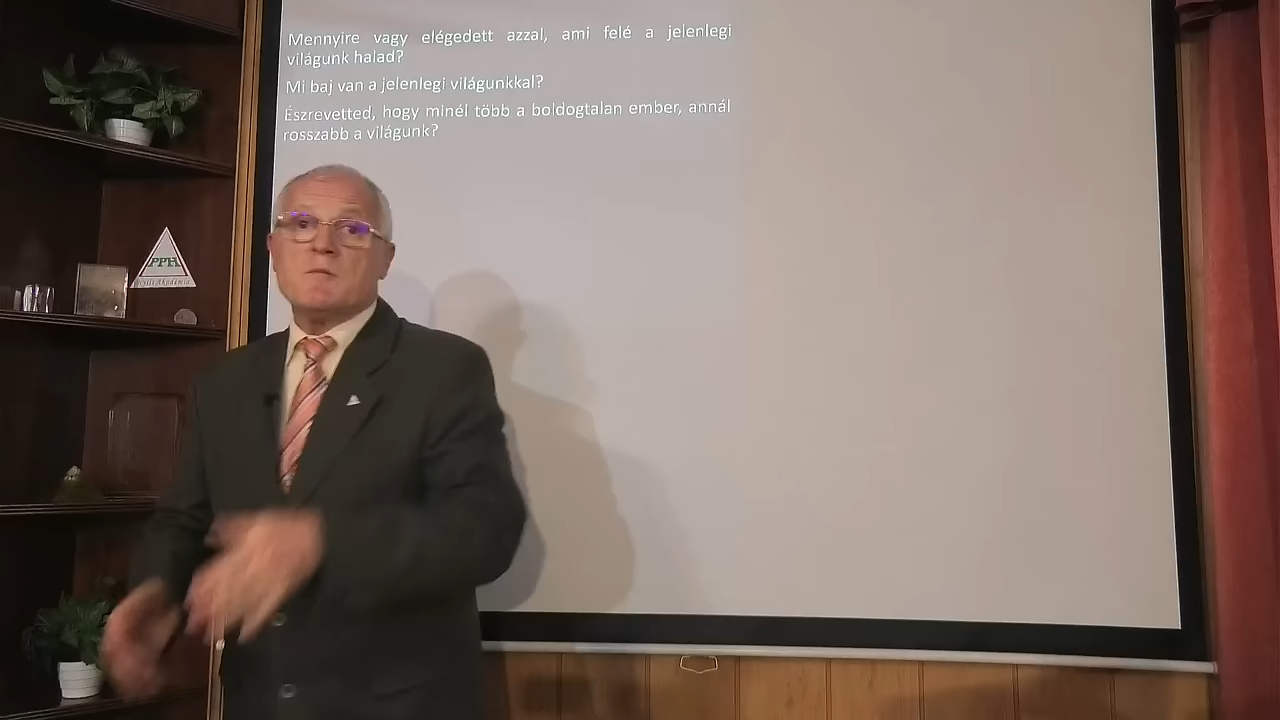 Mennyire vagy elégedett azzal, ami felé a jelenlegi
világunk halad?
Mi baj van a jelenlegi világunkkal?
Észrevetted, hogy minél több a boldogtalan ember, annál
rosszabb a világunk?
PPH
Akadémia